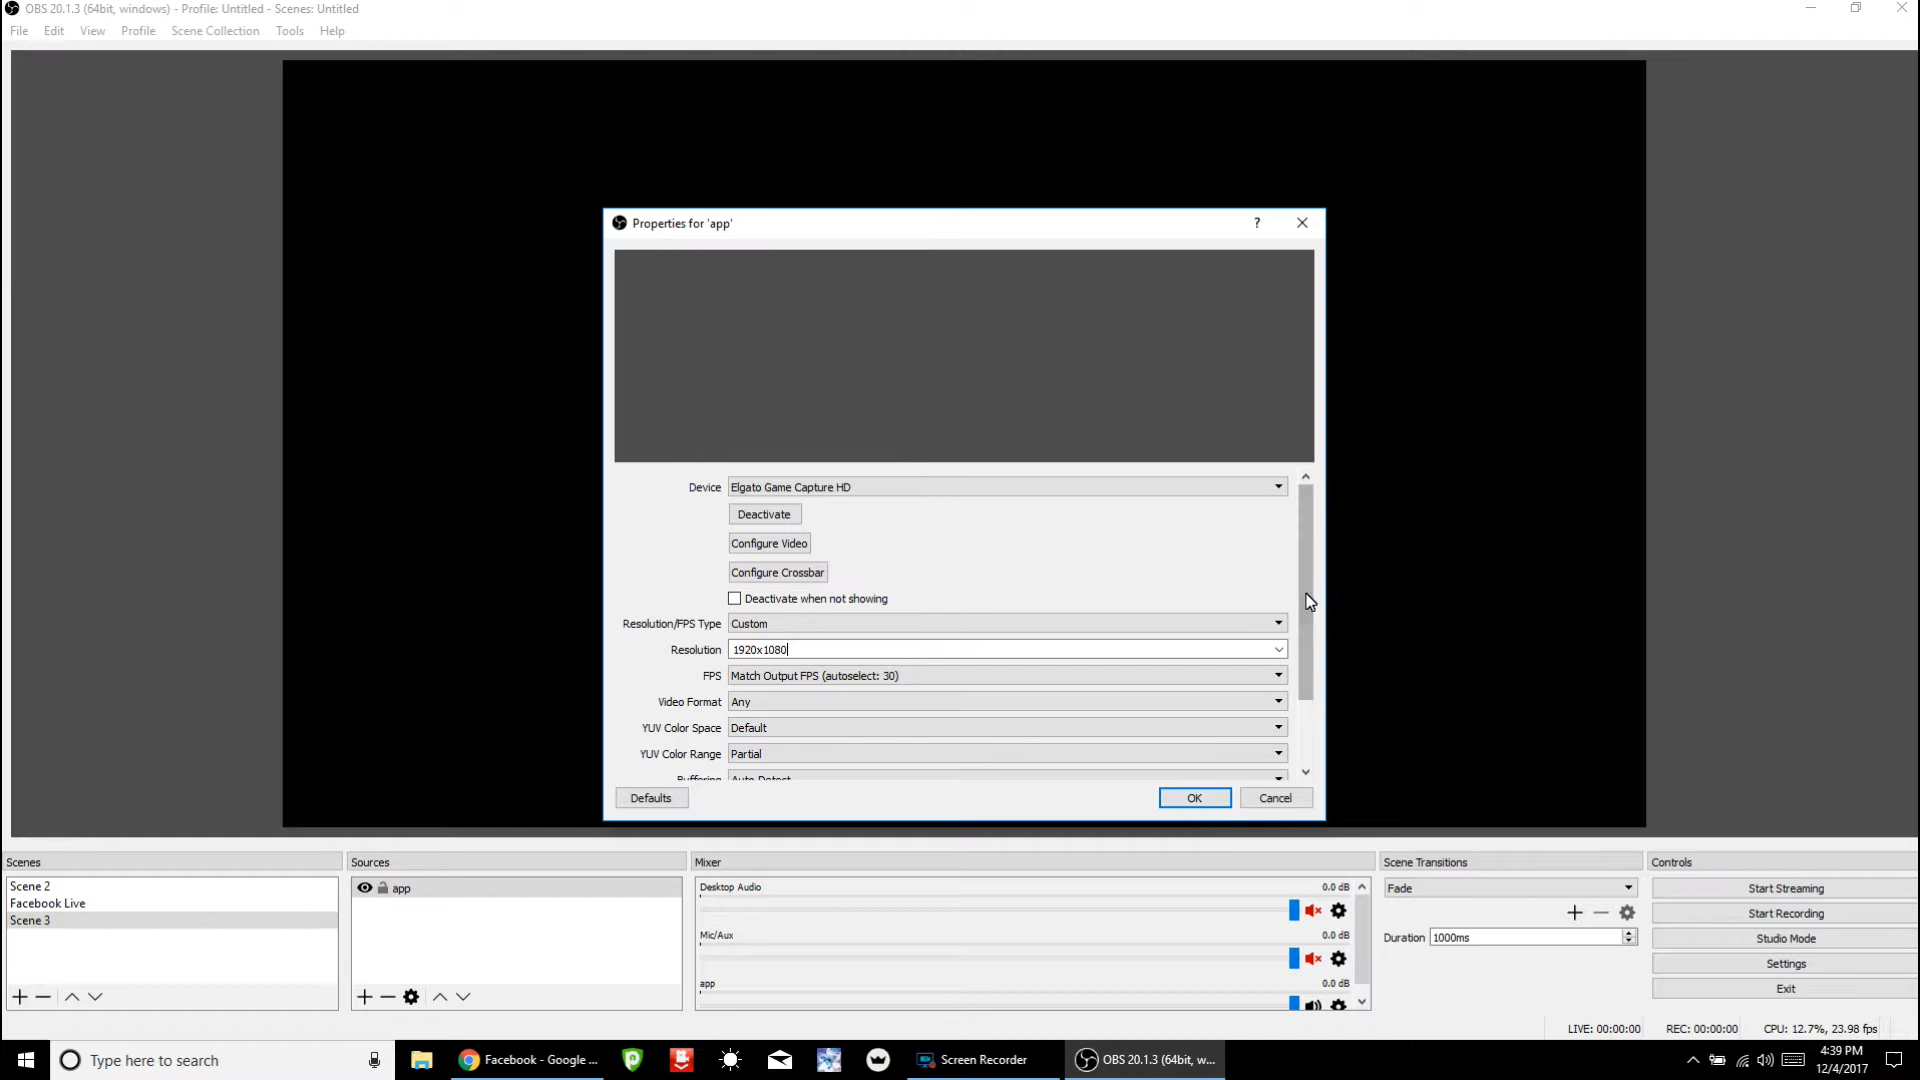 OBS 20.1.3 (64bit, windows) - Profile: Untitled - Scenes: Untitled
File Edit View Profile Scene Collection Tools Help
Properties for 'app'
?
Device Elgato Game Capture HD
Deactivate
Configure Video
Configure Crossbar
Deactivate when not showing
Resolution/FPS Type Custom
Resolution 1920x1080
FPS Match Output FPS (autoselect: 30)
Video Format Any
YUV Color Space Default
YUV Color Range Partial
Buffering Auto Detect
Defaults OK Cancel
Scenes
Scene 2
Facebook Live
Scene 3
Sources
app
Mixer
Desktop Audio 0.0 dB
Mic/Aux 0.0 dB
app 0.0 dB
Scene Transitions
Fade
Duration 1000ms
Controls
Start Streaming
Start Recording
Studio Mode
Settings
Exit
LIVE: 00:00:00 REC: 00:00:00 CPU: 12.7%, 23.98 fps
Type here to search
Facebook - Google ...
Screen Recorder
OBS 20.1.3 (64bit, w...
4:39 PM
12/4/2017